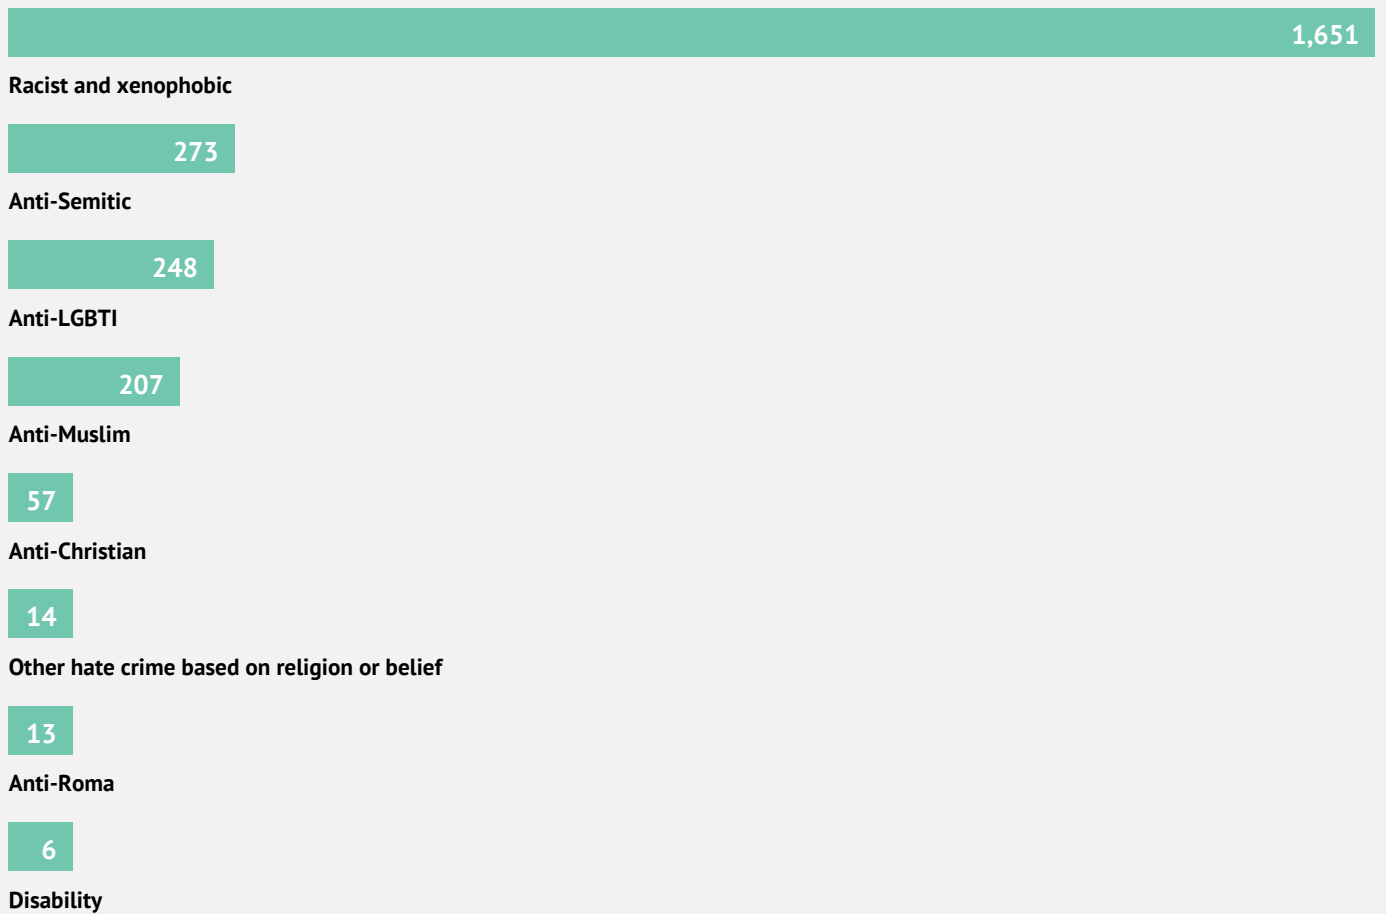 1,651
Racist and xenophobic
273
Anti-Semitic
248
Anti-LGBTI
207
Anti-Muslim
57
Anti-Christian
14
Other hate crime based on religion or belief
13
Anti-Roma
6
Disability